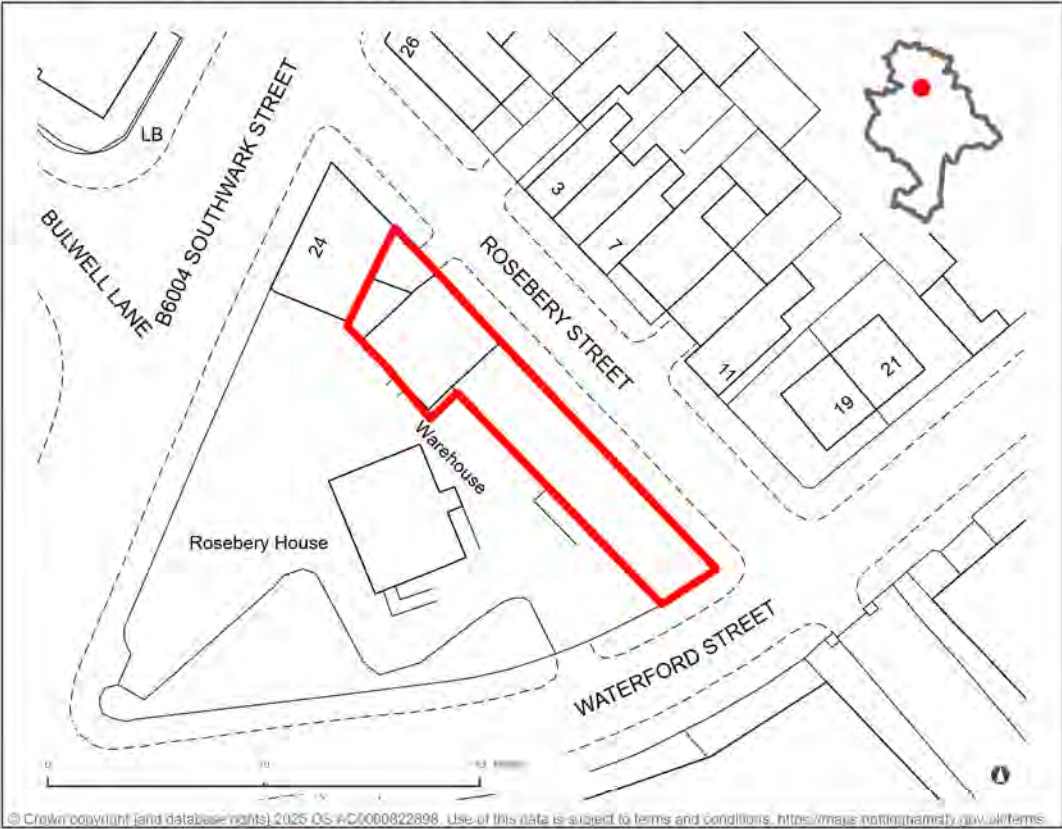 26
LB
B6004 SOUTHWARK STREET
BULWELL LANE
24
3
7
ROSEBERY STREET
11
21
19
Warehouse
Rosebery House
WATERFORD STREET
© Crown copyright (and database rights) 2025 OS AC0000822898. Use of this data is subject to terms and conditions. https://maps.nottinghamcity.gov.uk/terms